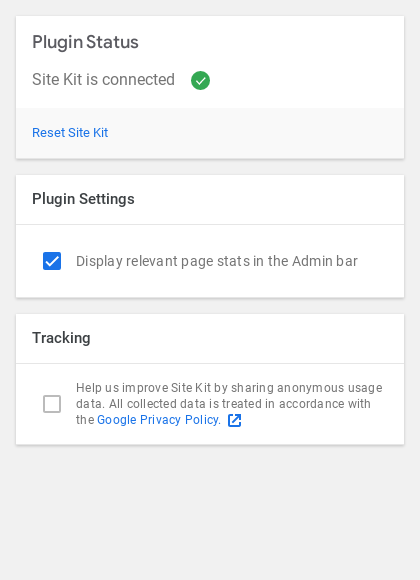 Plugin Status
Site Kit is connected
Reset Site Kit
Plugin Settings
Display relevant page stats in the Admin bar
Tracking
Help us improve Site Kit by sharing anonymous usage
data. All collected data is treated in accordance with
the Google Privacy Policy.